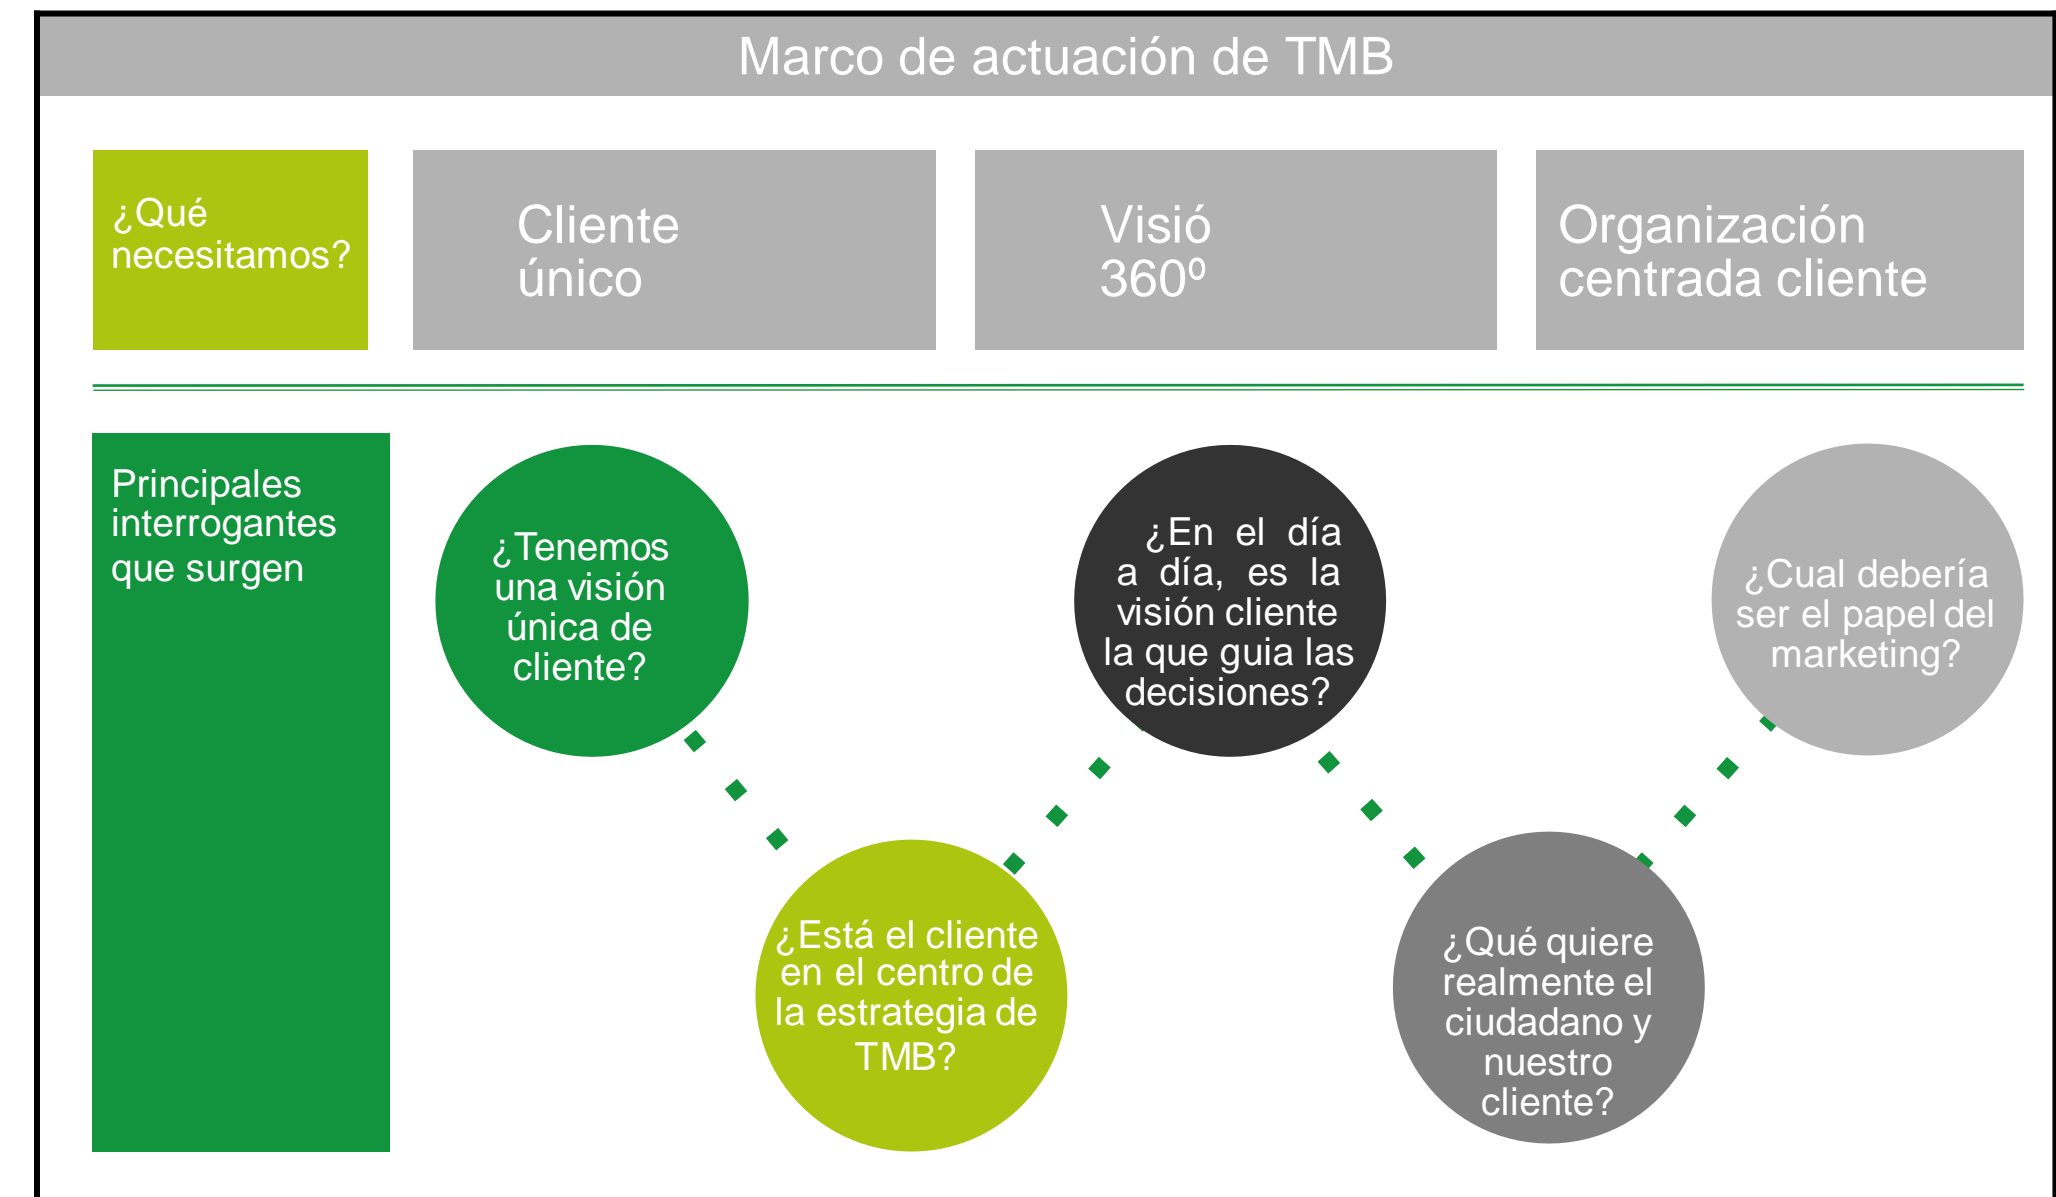 Marco de actuación de TMB
¿Qué
necesitamos?
Cliente
único
Visió
360º
Organización
centrada cliente
Principales
interrogantes
que surgen
¿Tenemos
una visión
única de
cliente?
¿Está el cliente
en el centro de
la estrategia de
TMB?
¿En el día
a día, es la
visión cliente
la que guia las
decisiones?
¿Qué quiere
realmente el
ciudadano y
nuestro
cliente?
¿Cual debería
ser el papel del
marketing?